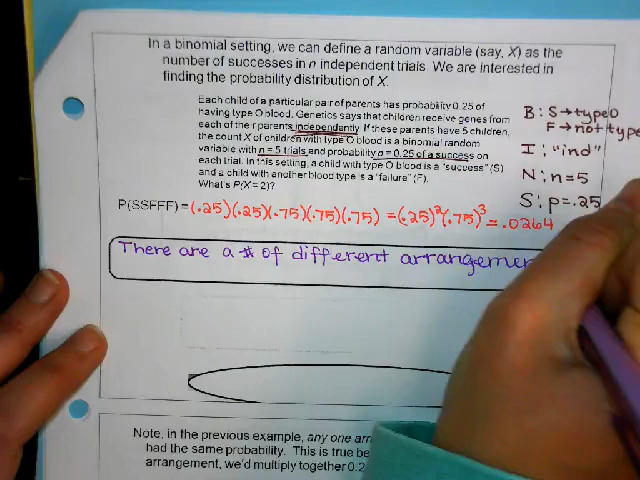 In a binomial setting, we can define a random variable (say, X) as the
number of successes in n independent trials. We are interested in
finding the probability distribution of X.
Each child of a particular pair of parents has probability 0.25 of
having type O blood. Genetics says that children receive genes from
each of their parents independently. If these parents have 5 children,
the count X of children with type O blood is a binomial random
variable with n = 5 trials and probability p = 0.25 of a success on
each trial. In this setting, a child with type O blood is a "success" (S)
and a child with another blood type is a "failure" (F).
What's P(X = 2)?
B: S→type O
F→not type
I: "ind"
N: n=5
S: p=.25
P(SSFFF) = (.25)(.25)(.75)(.75)(.75) = (.25)²(.75)³ = .0264
There are a # of different arrangemen
Note, in the previous example, any one arr
had the same probability. This is true be
arrangement, we'd multiply together 0.2